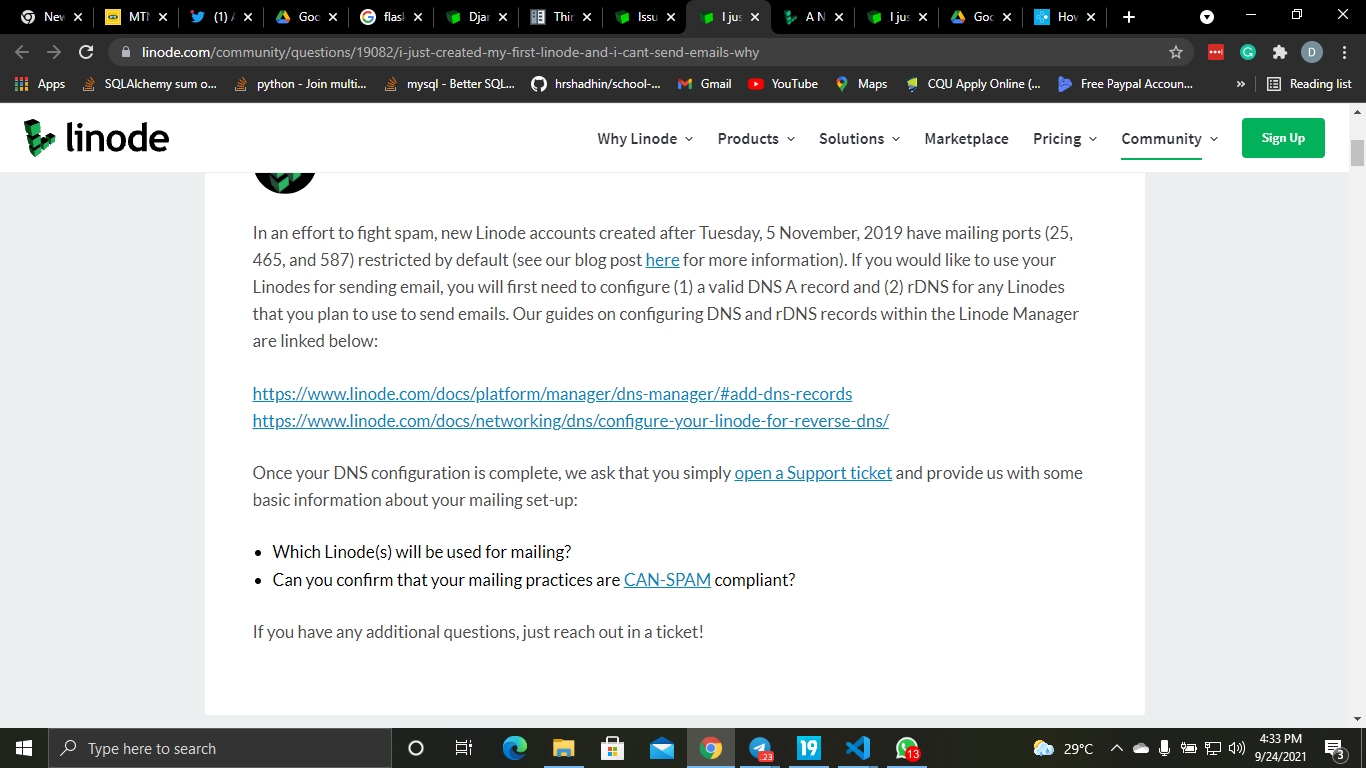 New
MTN
(1) A
Goo
flask
Djan
Thir
Issu
I jus
A N
I jus
Goo
How
linode.com/community/questions/19082/i-just-created-my-first-linode-and-i-cant-send-emails-why
D
Apps
SQLAlchemy sum o...
python - Join multi...
mysql - Better SQL...
hrshadhin/school-...
Gmail
YouTube
Maps
CQU Apply Online (...
Free Paypal Accoun...
»
Reading list
linode
Why Linode
Products
Solutions
Marketplace
Pricing
Community
Sign Up
In an effort to fight spam, new Linode accounts created after Tuesday, 5 November, 2019 have mailing ports (25,
465, and 587) restricted by default (see our blog post here for more information). If you would like to use your
Linodes for sending email, you will first need to configure (1) a valid DNS A record and (2) rDNS for any Linodes
that you plan to use to send emails. Our guides on configuring DNS and rDNS records within the Linode Manager
are linked below:
https://www.linode.com/docs/platform/manager/dns-manager/#add-dns-records
https://www.linode.com/docs/networking/dns/configure-your-linode-for-reverse-dns/
Once your DNS configuration is complete, we ask that you simply open a Support ticket and provide us with some
basic information about your mailing set-up:
• Which Linode(s) will be used for mailing?
• Can you confirm that your mailing practices are CAN-SPAM compliant?
If you have any additional questions, just reach out in a ticket!
Type here to search
23
19
13
29°C
4:33 PM
9/24/2021
3